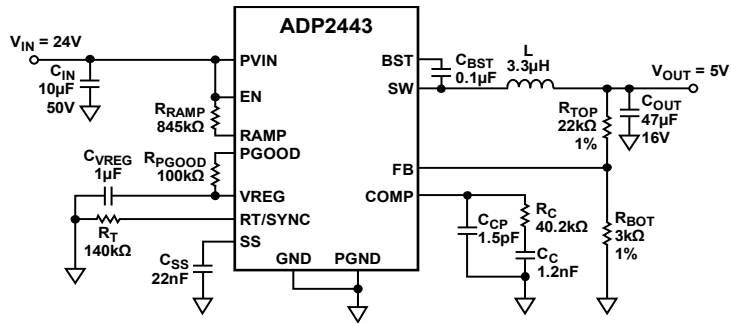 ADP2443
V_IN = 24V
C_IN
10µF
50V
PVIN
EN
R_RAMP
845kΩ
RAMP
PGOOD
C_VREG
1µF
R_PGOOD
100kΩ
VREG
RT/SYNC
R_T
140kΩ
SS
C_SS
22nF
GND
PGND
BST
C_BST
0.1µF
SW
L
3.3µH
V_OUT = 5V
R_TOP
22kΩ
1%
C_OUT
47µF
16V
FB
COMP
C_CP
1.5pF
R_C
40.2kΩ
C_C
1.2nF
R_BOT
3kΩ
1%